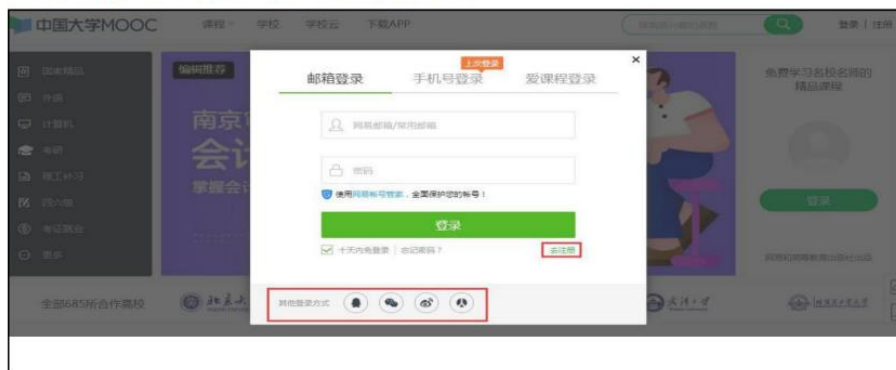 中国大学MOOC 课程 学校 学校云 下载APP
登录 | 注册
国家精品
外语
计算机
考研
理工补习
四六级
考证就业
更多
编辑推荐
南京
会计
掌握会计
邮箱登录 手机号登录 爱课程登录
上次登录
网易邮箱/常用邮箱
密码
使用网易帐号管家，全面保护您的帐号！
登录
十天内免登录 | 忘记密码？ 去注册
其他登录方式
免费学习名校名师的
精品课程
登录
全部685所合作高校